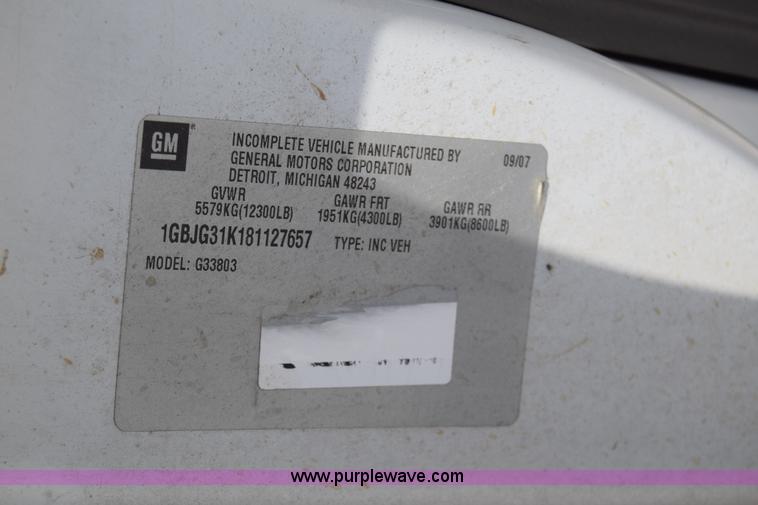 GM
INCOMPLETE VEHICLE MANUFACTURED BY
GENERAL MOTORS CORPORATION
DETROIT, MICHIGAN 48243
09/07
GVWR GAWR FRT GAWR RR
5579KG(12300LB) 1951KG(4300LB) 3901KG(8600LB)
1GBJG31K181127657 TYPE: INC VEH
MODEL: G33803
www.purplewave.com